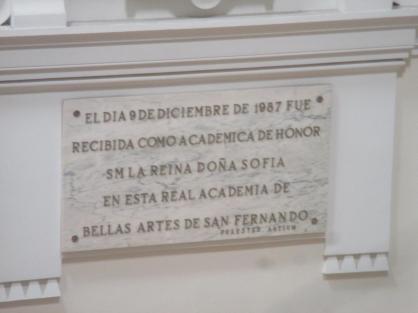 EL DIA 9 DE DICIEMBRE DE 1987 FUE
RECIBIDA COMO ACADEMICA DE HONOR
SM LA REINA DOÑA SOFIA
EN ESTA REAL ACADEMIA DE
BELLAS ARTES DE SAN FERNANDO